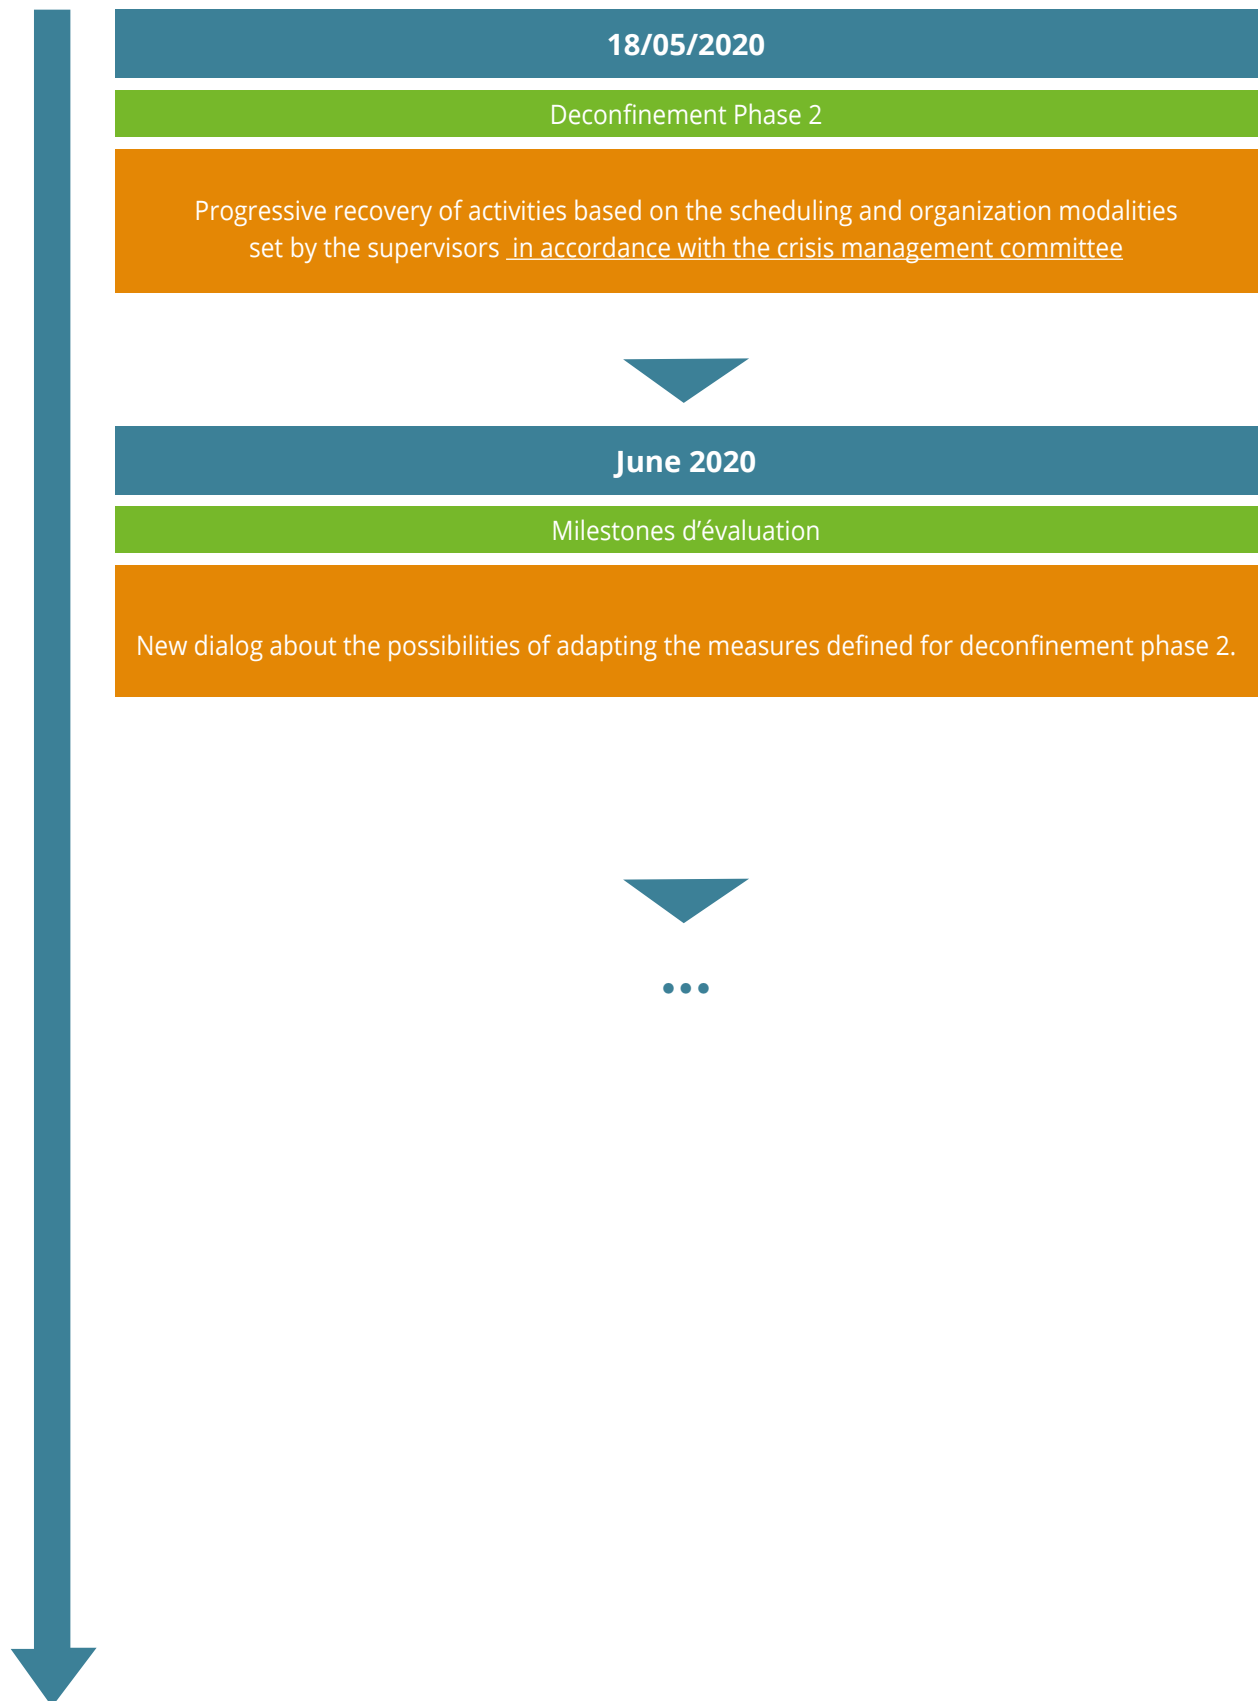 18/05/2020
Deconfinement Phase 2
Progressive recovery of activities based on the scheduling and organization modalities
set by the supervisors in accordance with the crisis management committee
June 2020
Milestones d’évaluation
New dialog about the possibilities of adapting the measures defined for deconfinement phase 2.
...